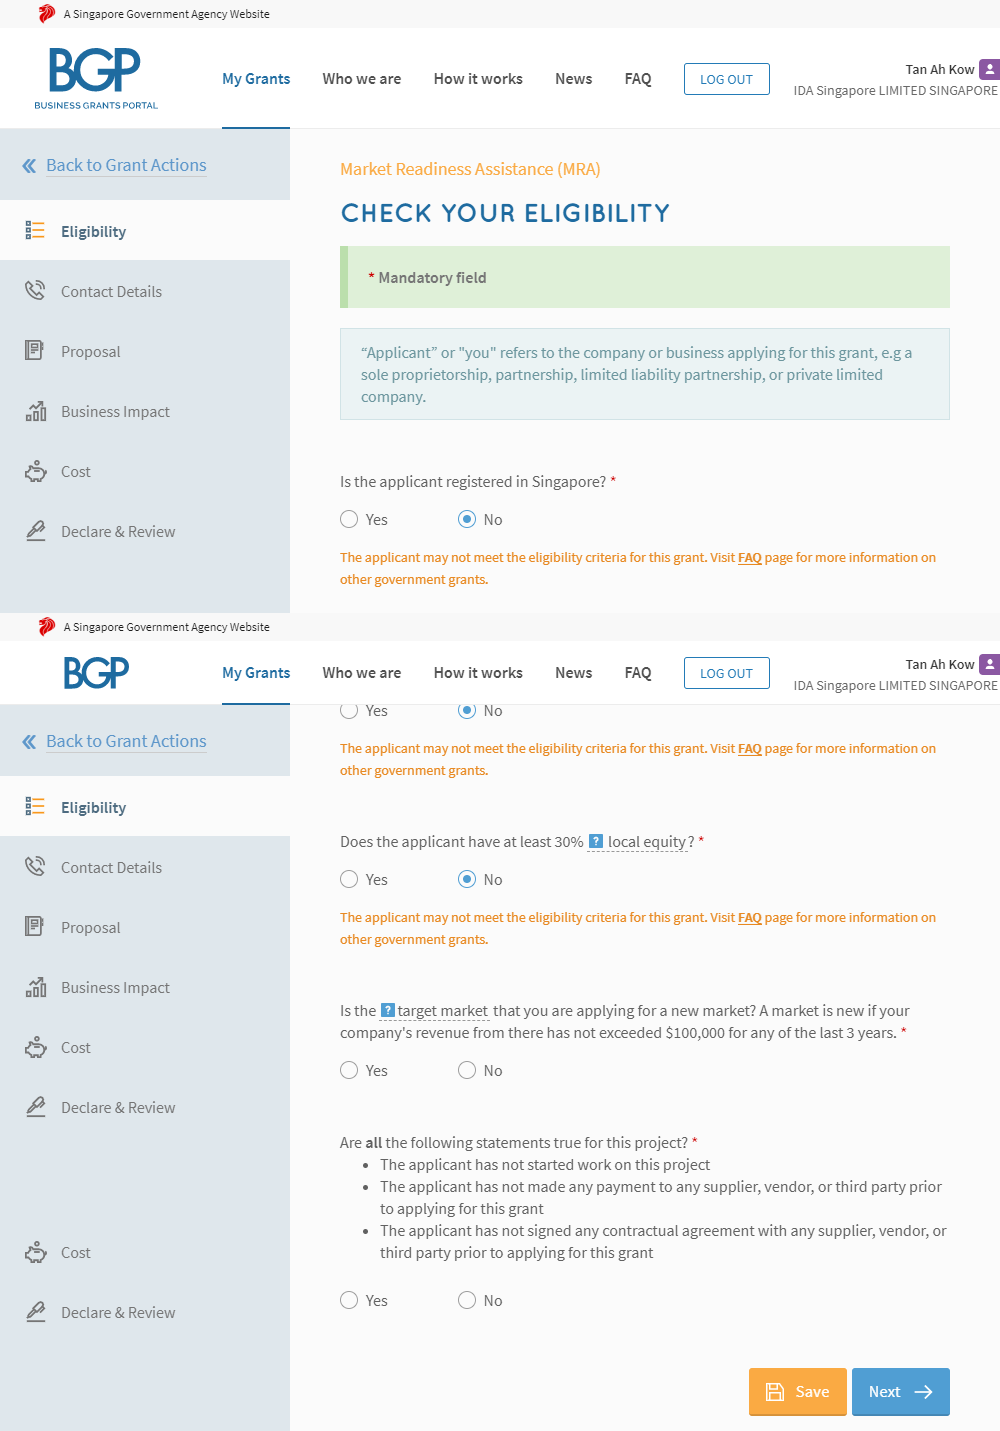 A Singapore Government Agency Website
BGP
BUSINESS GRANTS PORTAL
My Grants
Who we are
How it works
News
FAQ
LOG OUT
Tan Ah Kow
IDA Singapore LIMITED SINGAPORE
Back to Grant Actions
Eligibility
Contact Details
Proposal
Business Impact
Cost
Declare & Review
Market Readiness Assistance (MRA)
CHECK YOUR ELIGIBILITY
* Mandatory field
“Applicant” or "you" refers to the company or business applying for this grant, e.g a
sole proprietorship, partnership, limited liability partnership, or private limited
company.
Is the applicant registered in Singapore? *
Yes No
The applicant may not meet the eligibility criteria for this grant. Visit FAQ page for more information on
other government grants.
A Singapore Government Agency Website
BGP
My Grants
Who we are
How it works
News
FAQ
LOG OUT
Tan Ah Kow
IDA Singapore LIMITED SINGAPORE
Back to Grant Actions
Eligibility
Contact Details
Proposal
Business Impact
Cost
Declare & Review
Cost
Declare & Review
Yes No
The applicant may not meet the eligibility criteria for this grant. Visit FAQ page for more information on
other government grants.
Does the applicant have at least 30% ? local equity? *
Yes No
The applicant may not meet the eligibility criteria for this grant. Visit FAQ page for more information on
other government grants.
Is the ? target market that you are applying for a new market? A market is new if your
company's revenue from there has not exceeded $100,000 for any of the last 3 years. *
Yes No
Are all the following statements true for this project? *
• The applicant has not started work on this project
• The applicant has not made any payment to any supplier, vendor, or third party prior
to applying for this grant
• The applicant has not signed any contractual agreement with any supplier, vendor, or
third party prior to applying for this grant
Yes No
Save
Next